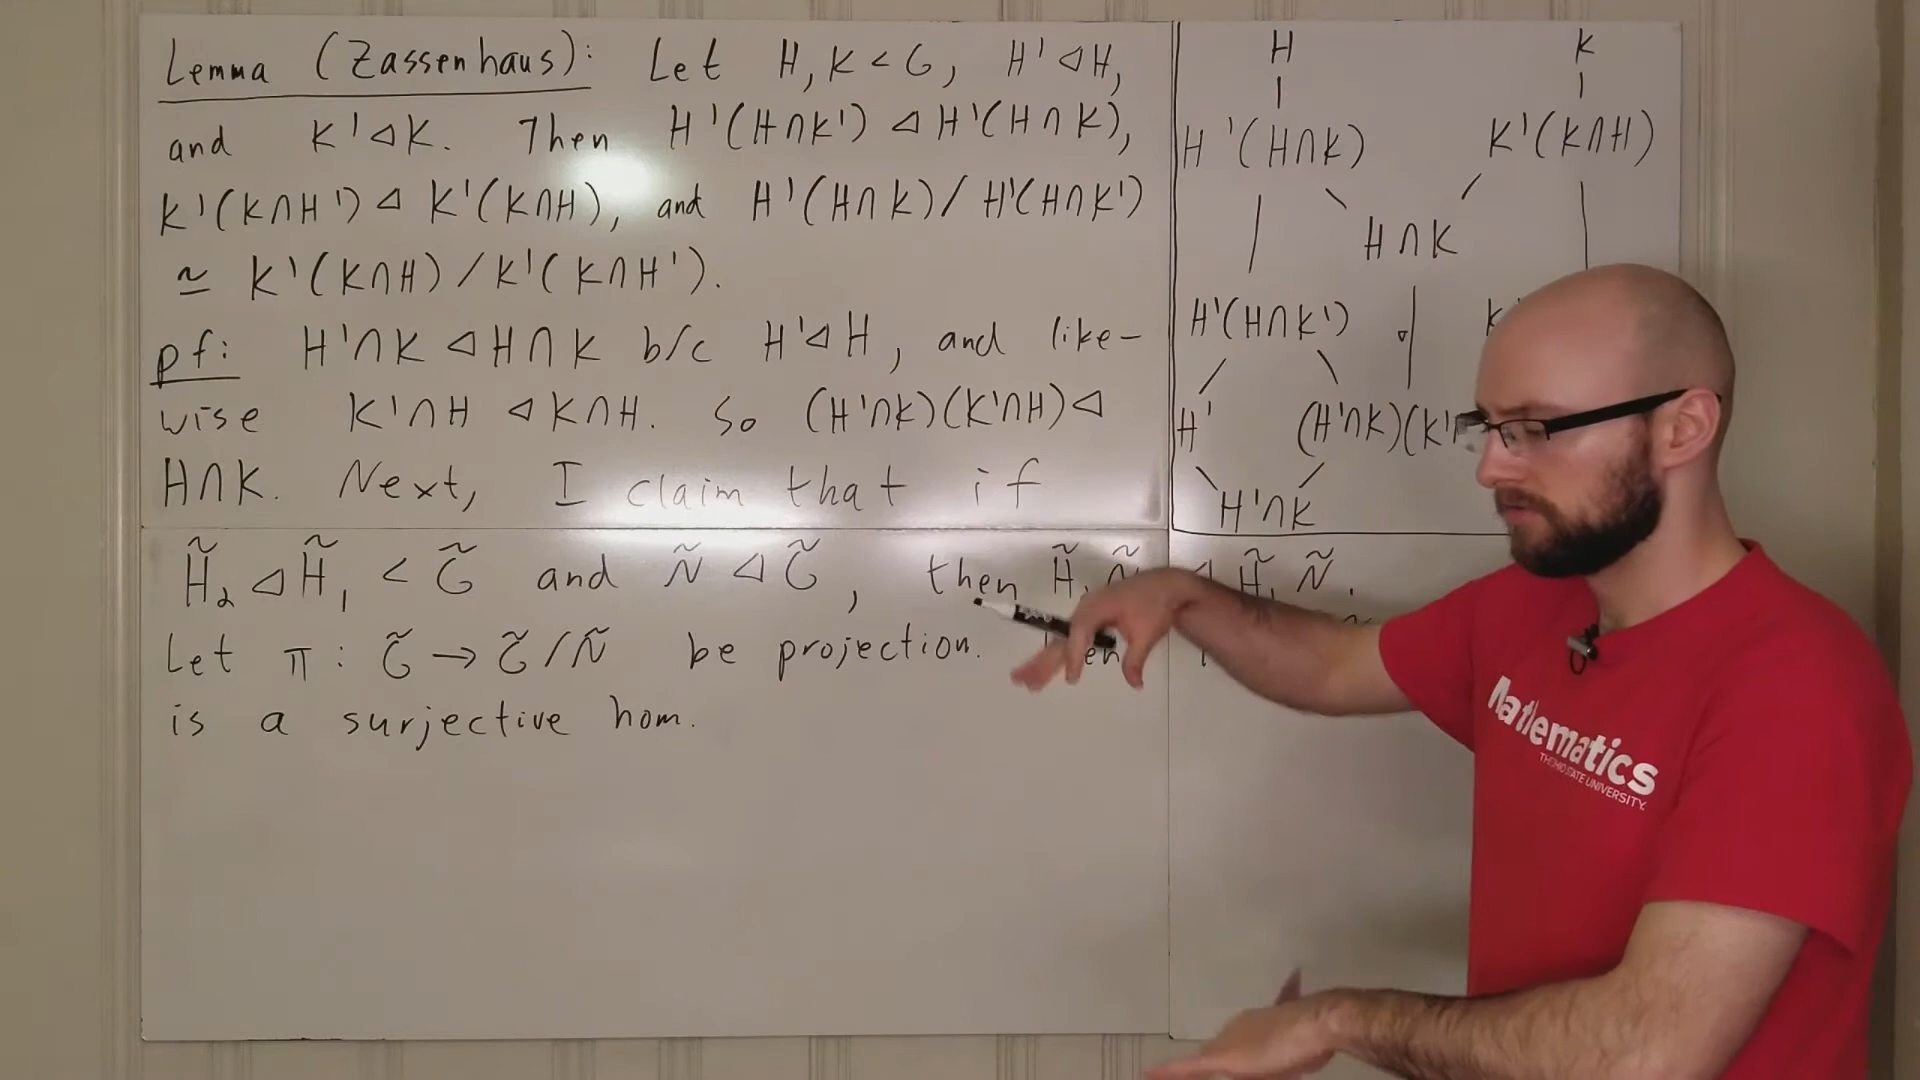 Lemma (Zassenhaus): Let H, K < G, H' ⊲ H,
and K' ⊲ K. Then H'(H∩K') ⊲ H'(H∩K),
K'(K∩H') ⊲ K'(K∩H), and H'(H∩K)/H'(H∩K')
≃ K'(K∩H)/K'(K∩H').
pf: H'∩K ⊲ H∩K b/c H' ⊲ H, and like-
wise K'∩H ⊲ K∩H. So (H'∩K)(K'∩H) ⊲
H∩K. Next, I claim that if
H̃₂ ⊲ H̃₁ < G̃ and Ñ ⊲ G̃, then H̃ Ñ ⊲ H̃₁ Ñ.
Let π : G̃ → G̃/Ñ be projection.
is a surjective hom.
H K
H'(H∩K) K'(K∩H)
H∩K
H'(H∩K')
H' (H'∩K)
H'∩K
Mathematics
THE OHIO STATE UNIVERSITY